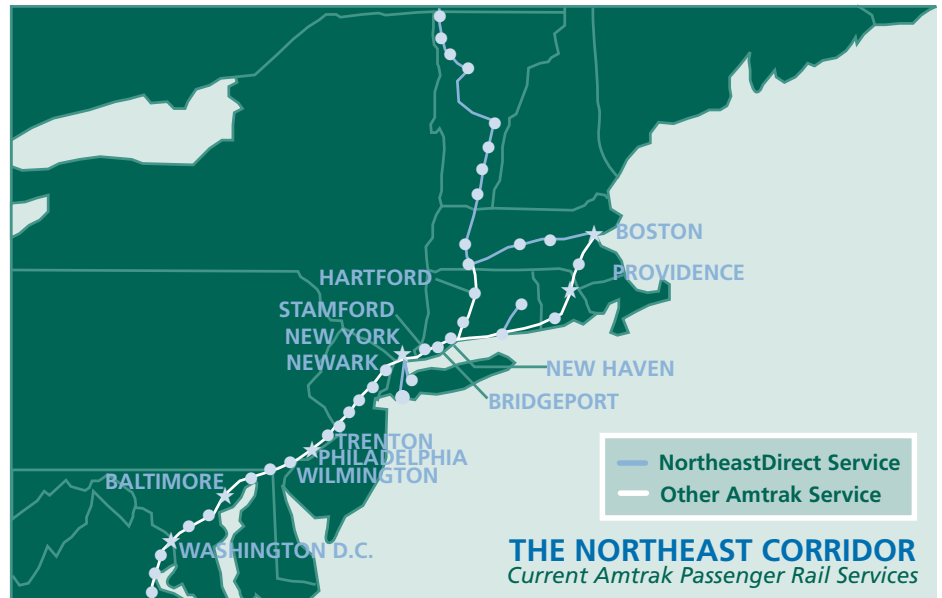 BOSTON
PROVIDENCE
HARTFORD
STAMFORD
NEW YORK
NEWARK
NEW HAVEN
BRIDGEPORT
TRENTON
PHILADELPHIA
WILMINGTON
BALTIMORE
WASHINGTON D.C.
NortheastDirect Service
Other Amtrak Service
THE NORTHEAST CORRIDOR
Current Amtrak Passenger Rail Services